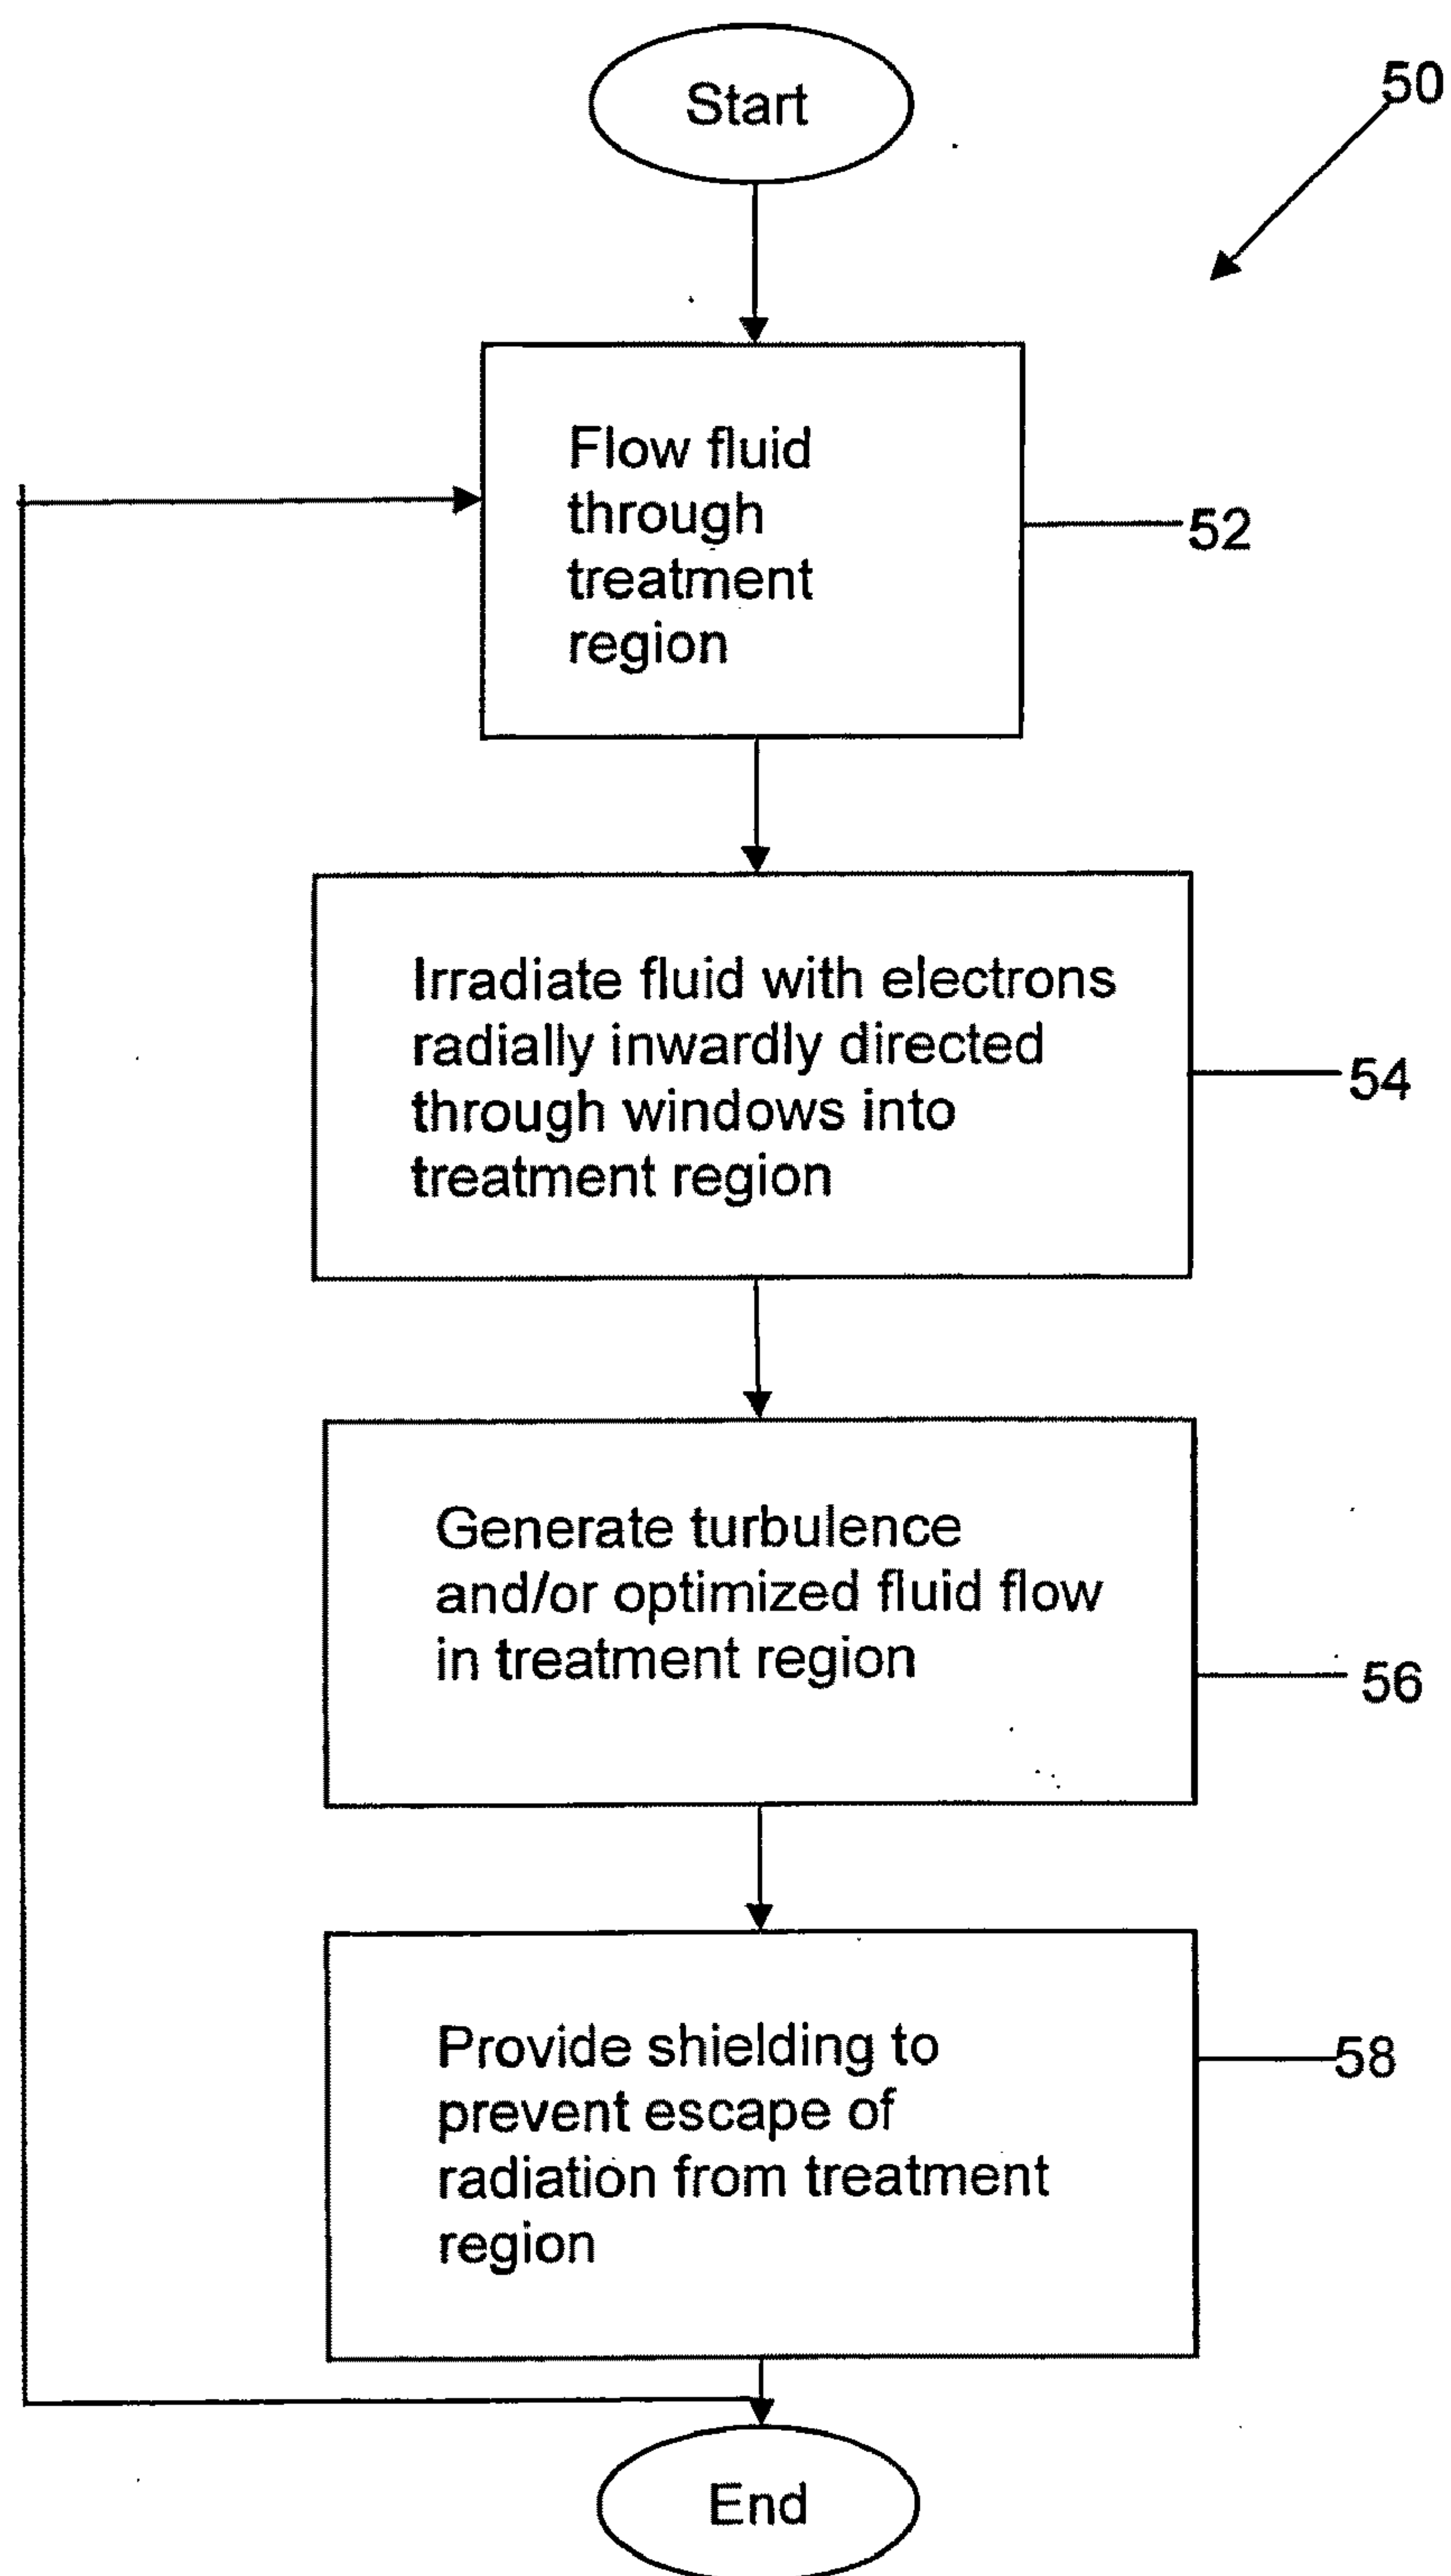 Start
50
Flow fluid
through
treatment
region
52
Irradiate fluid with electrons
radially inwardly directed
through windows into
treatment region
54
Generate turbulence
and/or optimized fluid flow
in treatment region
56
Provide shielding to
prevent escape of
radiation from treatment
region
58
End